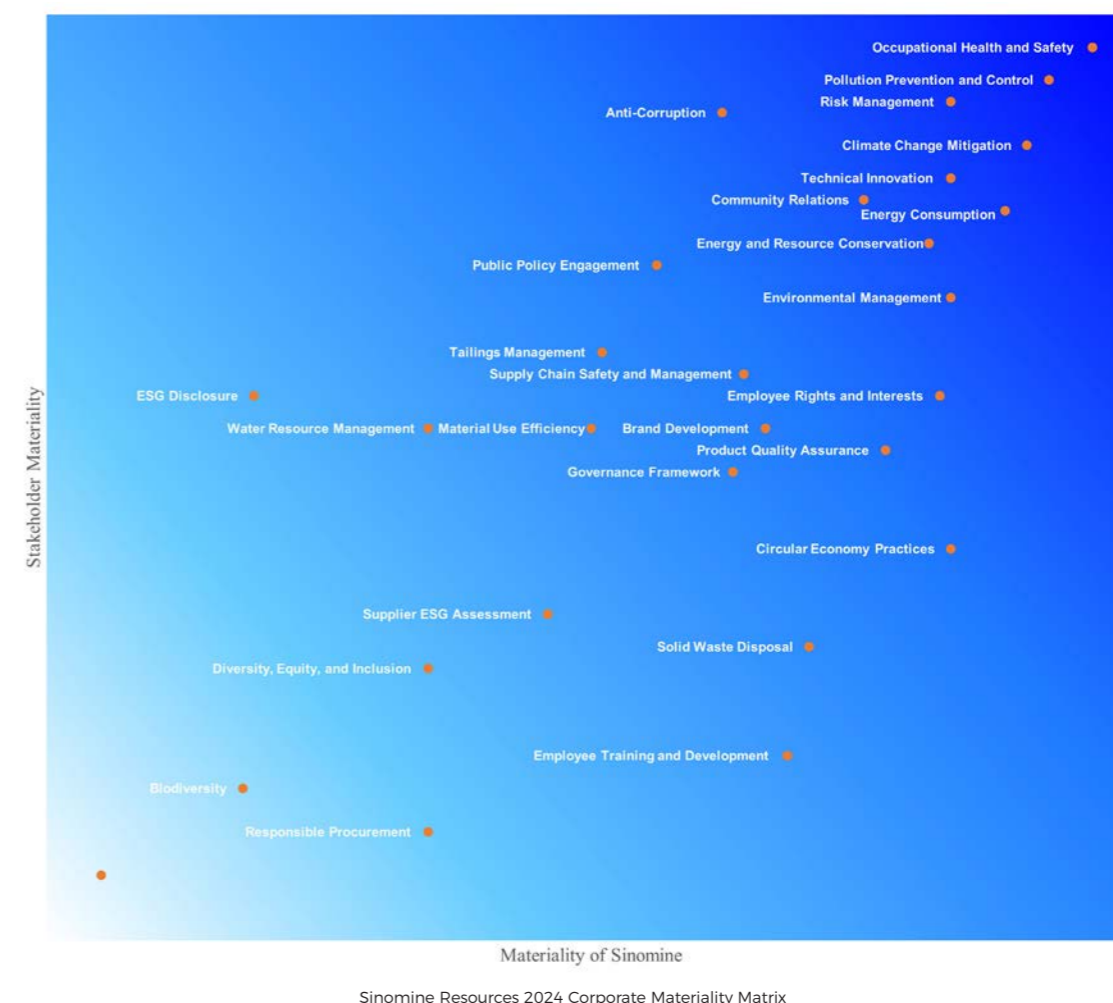 Occupational Health and Safety
Pollution Prevention and Control
Risk Management
Anti-Corruption
Climate Change Mitigation
Technical Innovation
Community Relations
Energy Consumption
Energy and Resource Conservation
Public Policy Engagement
Environmental Management
Tailings Management
Supply Chain Safety and Management
ESG Disclosure
Employee Rights and Interests
Water Resource Management
Material Use Efficiency
Brand Development
Product Quality Assurance
Governance Framework
Circular Economy Practices
Supplier ESG Assessment
Solid Waste Disposal
Diversity, Equity, and Inclusion
Employee Training and Development
Biodiversity
Responsible Procurement
Stakeholder Materiality
Materiality of Sinomine
Sinomine Resources 2024 Corporate Materiality Matrix